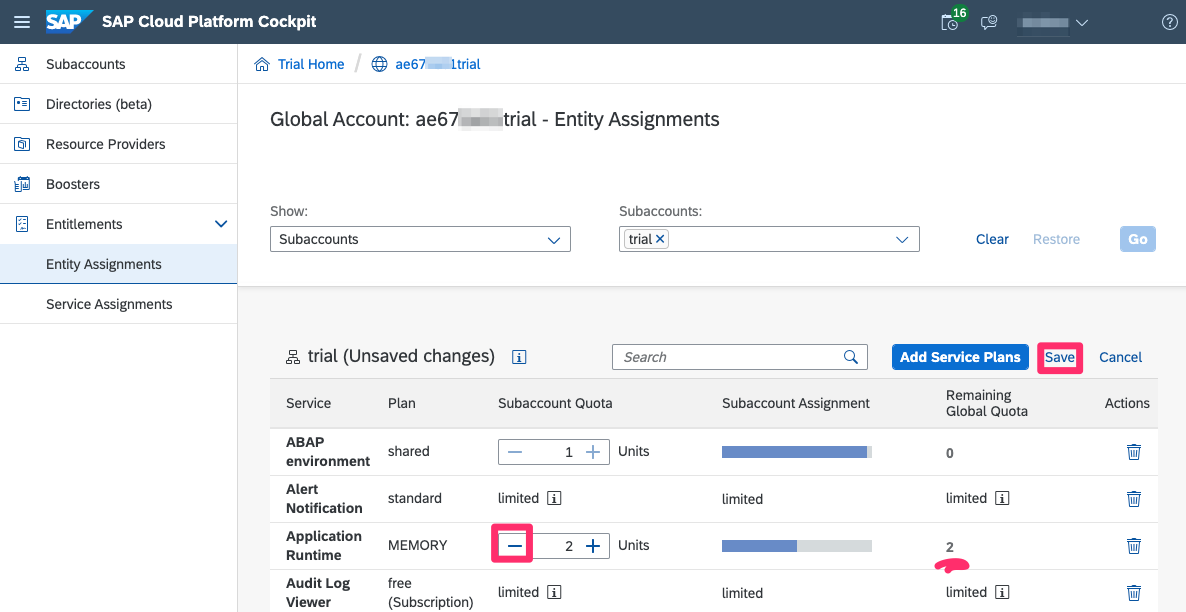 SAP SAP Cloud Platform Cockpit
16
Subaccounts
Directories (beta)
Resource Providers
Boosters
Entitlements
Entity Assignments
Service Assignments
Trial Home / ae67 1trial
Global Account: ae67 trial - Entity Assignments
Show:
Subaccounts
Subaccounts:
trial
Clear
Restore
Go
trial (Unsaved changes)
Search
Add Service Plans
Save
Cancel
Service Plan Subaccount Quota Subaccount Assignment Remaining Global Quota Actions
ABAP environment shared 1 Units 0
Alert Notification standard limited limited limited
Application Runtime MEMORY 2 Units 2
Audit Log Viewer free (Subscription) limited limited limited